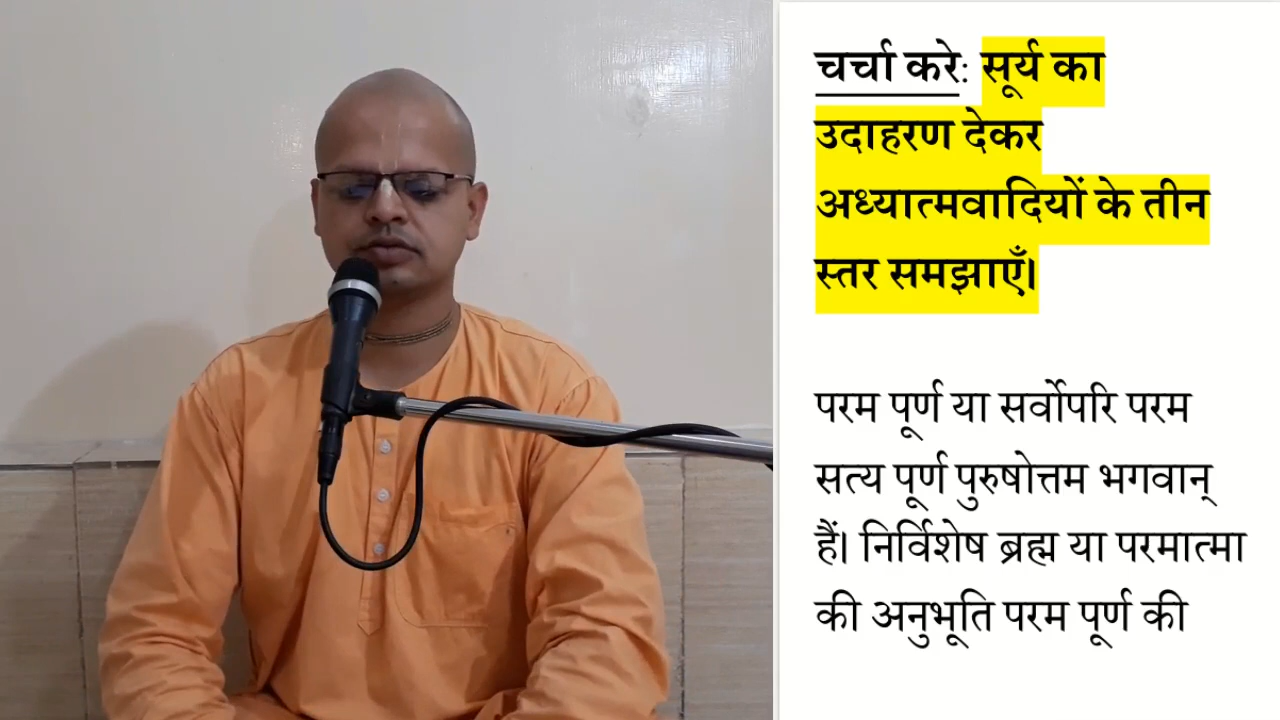 चर्चा करे: सूर्य का
उदाहरण देकर
अध्यात्मवादियों के तीन
स्तर समझाएँ।
परम पूर्ण या सर्वोपरि परम
सत्य पूर्ण पुरुषोत्तम भगवान्
हैं। निर्विशेष ब्रह्म या परमात्मा
की अनुभूति परम पूर्ण की